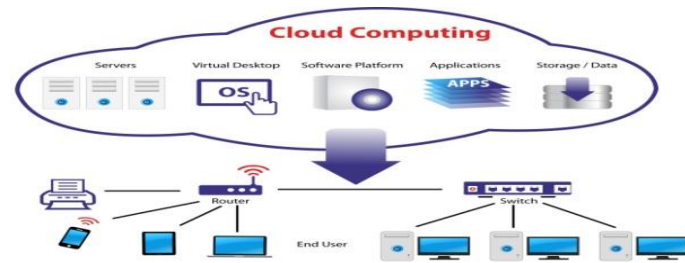 Cloud Computing
Servers Virtual Desktop Software Platform Applications Storage / Data
OS
APPS
Router
Switch
End User